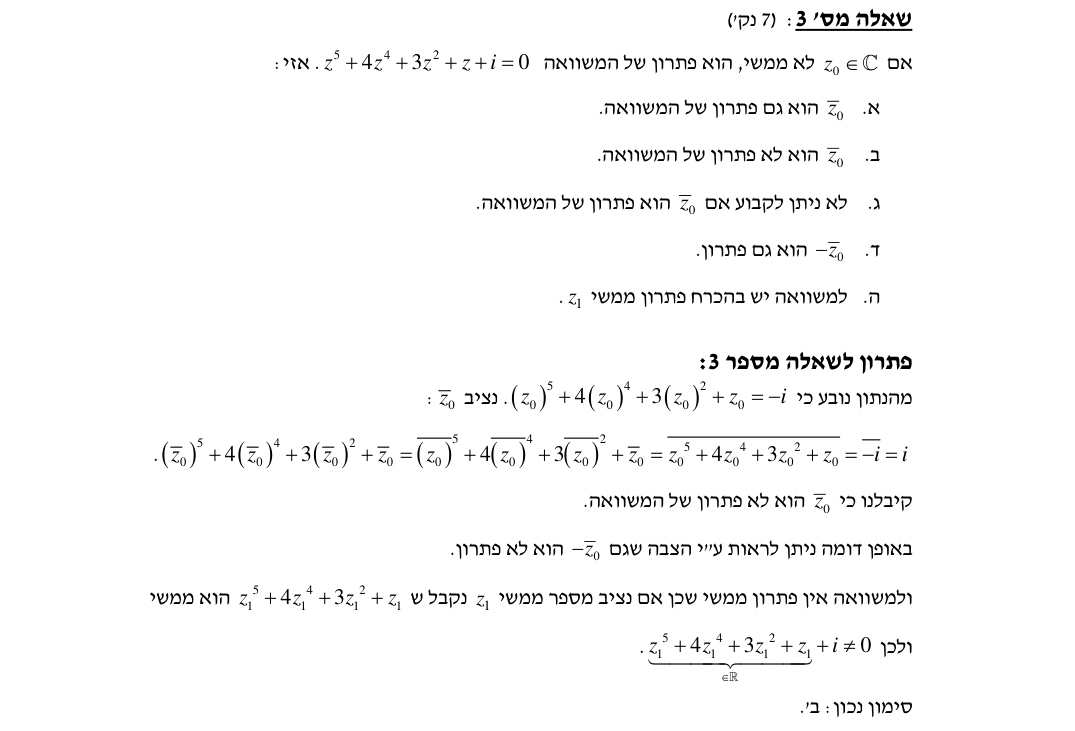 שאלה מס' 3 : (7 נק')
אם z₀ ∈ ℂ לא ממשי, הוא פתרון של המשוואה z⁵ + 4z⁴ + 3z² + z + i = 0 . אזי :
א. z̅₀ הוא גם פתרון של המשוואה.
ב. z̅₀ הוא לא פתרון של המשוואה.
ג. לא ניתן לקבוע אם z̅₀ הוא פתרון של המשוואה.
ד. −z̅₀ הוא גם פתרון.
ה. למשוואה יש בהכרח פתרון ממשי z₁ .
פתרון לשאלה מספר 3:
מהנתון נובע כי (z₀)⁵ + 4(z₀)⁴ + 3(z₀)² + z₀ = −i . נציב z̅₀ :
(z̅₀)⁵ + 4(z̅₀)⁴ + 3(z̅₀)² + z̅₀ = \overline{(z₀)}⁵ + 4\overline{(z₀)}⁴ + 3\overline{(z₀)}² + z̅₀ = \overline{z₀⁵ + 4z₀⁴ + 3z₀² + z₀} = \overline{−i} = i .
קיבלנו כי z̅₀ הוא לא פתרון של המשוואה.
באופן דומה ניתן לראות ע"י הצבה שגם −z̅₀ הוא לא פתרון.
ולמשוואה אין פתרון ממשי שכן אם נציב מספר ממשי z₁ נקבל ש z₁⁵ + 4z₁⁴ + 3z₁² + z₁ הוא ממשי
ולכן z₁⁵ + 4z₁⁴ + 3z₁² + z₁ + i ≠ 0 .
∈ℝ
סימון נכון : ב'.